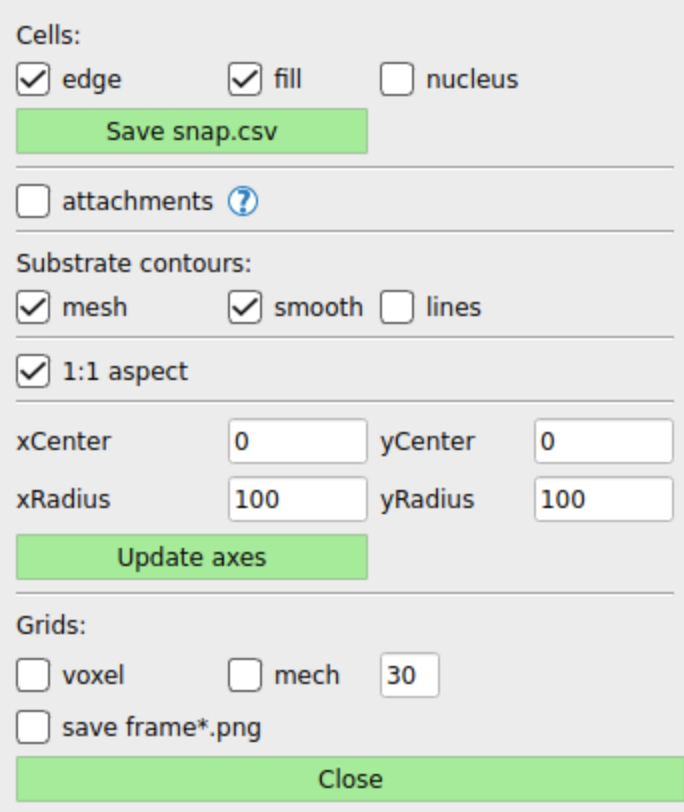 Cells:
edge fill nucleus
Save snap.csv
attachments ?
Substrate contours:
mesh smooth lines
1:1 aspect
xCenter 0 yCenter 0
xRadius 100 yRadius 100
Update axes
Grids:
voxel mech 30
save frame*.png
Close